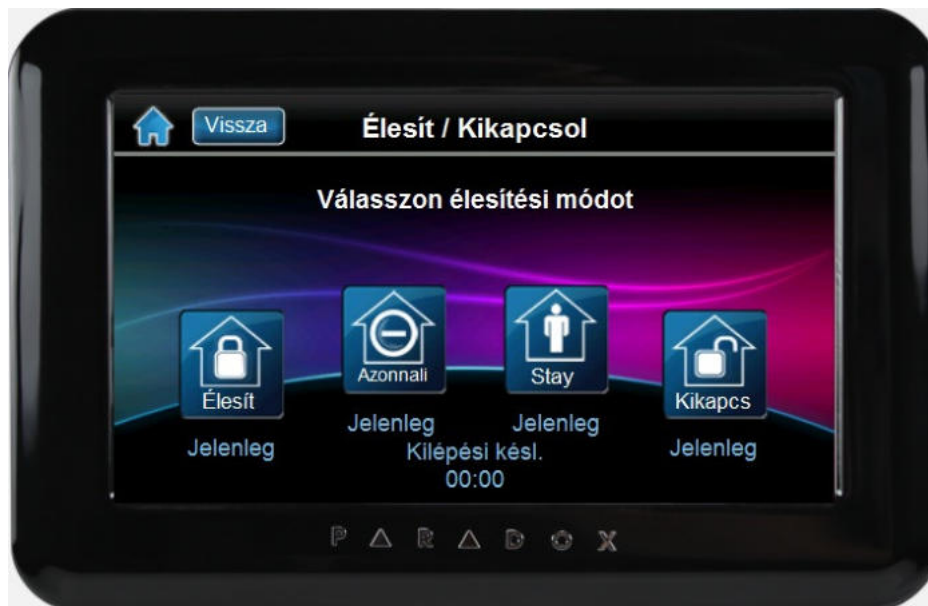 Vissza
Élesít / Kikapcsol
Válasszon élesítési módot
Élesít
Azonnali
Stay
Kikapcs
Jelenleg
Jelenleg
Jelenleg
Jelenleg
Kilépési késl.
00:00
PARADOX